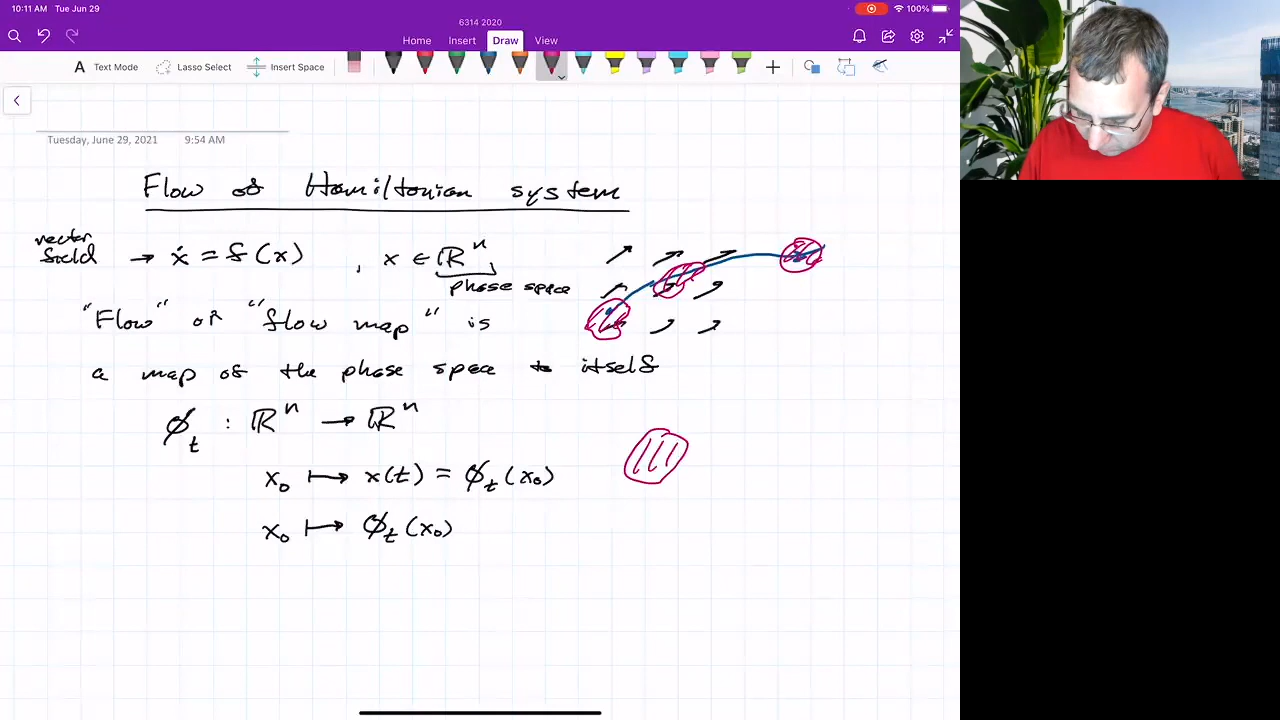 10:11 AM Tue Jun 29
100%
6314 2020
Home Insert Draw View
Text Mode Lasso Select Insert Space
Tuesday, June 29, 2021 9:54 AM
Flow of Hamiltonian system
vector
field → ẋ = f(x) , x ∈ ℝⁿ
phase space
"Flow" or "flow map" is
a map of the phase space to itself
ϕₜ : ℝⁿ → ℝⁿ
x₀ ↦ x(t) = ϕₜ(x₀)
x₀ ↦ ϕₜ(x₀)